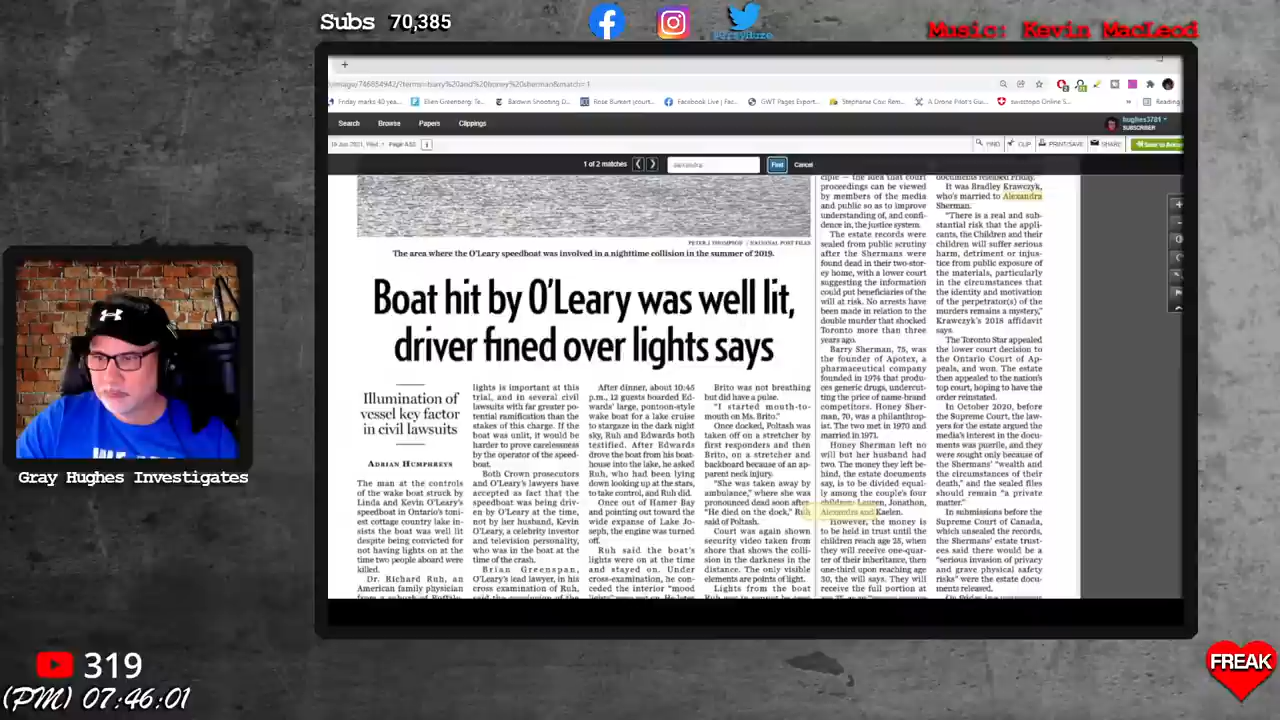 Subs 70,385
Music: Kevin MacLeod
Search Browse Papers Clippings
hughes3781
SUBSCRIBER
FIND CLIP PRINT/SAVE SHARE
1 of 2 matches alexandra Find Cancel
PETER J THOMPSON / NATIONAL POST FILES
The area where the O'Leary speedboat was involved in a nighttime collision in the summer of 2019.
Boat hit by O'Leary was well lit,
driver fined over lights says
Illumination of
vessel key factor
in civil lawsuits
ADRIAN HUMPHREYS
The man at the controls
of the wake boat struck by
Linda and Kevin O'Leary's
speedboat in Ontario's toni-
est cottage country lake in-
sists the boat was well lit
despite being convicted for
not having lights on at the
time two people aboard were
killed.
Dr. Richard Ruh, an
American family physician
lights is important at this
trial, and in several civil
lawsuits with far greater po-
tential ramification than the
stakes of this charge. If the
boat was unlit, it would be
harder to prove carelessness
by the operator of the speed-
boat.
Both Crown prosecutors
and O'Leary's lawyers have
accepted as fact that the
speedboat was being driv-
en by O'Leary at the time,
not by her husband, Kevin
O'Leary, a celebrity investor
and television personality,
who was in the boat at the
time of the crash.
Brian Greenspan,
O'Leary's lead lawyer, in his
cross examination of Ruh,
After dinner, about 10:45
p.m., 12 guests boarded Ed-
wards' large, pontoon-style
wake boat for a lake cruise
to stargaze in the dark night
sky, Ruh and Edwards both
testified. After Edwards
drove the boat from his boat-
house into the lake, he asked
Ruh, who had been lying
down looking up at the stars,
to take control, and Ruh did.
Once out of Hamer Bay
and pointing out toward the
wide expanse of Lake Jo-
seph, the engine was turned
off.
Ruh said the boat's
lights were on at the time
and stayed on. Under
cross-examination, he con-
ceded the interior "mood
Brito was not breathing
but did have a pulse.
"I started mouth-to-
mouth on Ms. Brito."
Once docked, Poltash was
taken off on a stretcher by
first responders and then
Brito, on a stretcher and
backboard because of an ap-
parent neck injury.
"She was taken away by
ambulance," where she was
pronounced dead soon after.
"He died on the dock," Ruh
said of Poltash.
Court was again shown
security video taken from
shore that shows the colli-
sion in the darkness in the
distance. The only visible
elements are points of light.
Lights from the boat
ciple — the idea that court
proceedings can be viewed
by members of the media
and public so as to improve
understanding of, and confi-
dence in, the justice system.
The estate records were
sealed from public scrutiny
after the Shermans were
found dead in their two-stor-
ey home, with a lower court
suggesting the information
could put beneficiaries of the
will at risk. No arrests have
been made in relation to the
double murder that shocked
Toronto more than three
years ago.
Barry Sherman, 75, was
the founder of Apotex, a
pharmaceutical company
founded in 1974 that produ-
ces generic drugs, undercut-
ting the price of name-brand
competitors. Honey Sher-
man, 70, was a philanthrop-
ist. The two met in 1970 and
married in 1971.
Honey Sherman left no
will but her husband had
two. The money they left be-
hind, the estate documents
say, is to be divided equal-
ly among the couple's four
children: Lauren, Jonathon,
Alexandra and Kaelen.
However, the money is
to be held in trust until the
children reach age 25, when
they will receive one-quar-
ter of their inheritance, then
one-third upon reaching age
30, the will says. They will
receive the full portion at
documents released Friday.
It was Bradley Krawczyk,
who's married to Alexandra
Sherman.
"There is a real and sub-
stantial risk that the appli-
cants, the Children and their
children will suffer serious
harm, detriment or injus-
tice from public exposure of
the materials, particularly
in the circumstances that
the identity and motivation
of the perpetrator(s) of the
murders remains a mystery,"
Krawczyk's 2018 affidavit
says.
The Toronto Star appealed
the lower court decision to
the Ontario Court of Ap-
peals, and won. The estate
then appealed to the nation's
top court, hoping to have the
order reinstated.
In October 2020, before
the Supreme Court, the law-
yers for the estate argued the
media's interest in the docu-
ments was puerile, and they
were sought only because of
the Shermans' "wealth and
the circumstances of their
death," and the sealed files
should remain "a private
matter."
In submissions before the
Supreme Court of Canada,
which unsealed the records,
the Shermans' estate trust-
ees said there would be a
"serious invasion of privacy
and grave physical safety
risks" were the estate docu-
ments released.
Gray Hughes Investigates
319
(PM) 07:46:01
FREAK